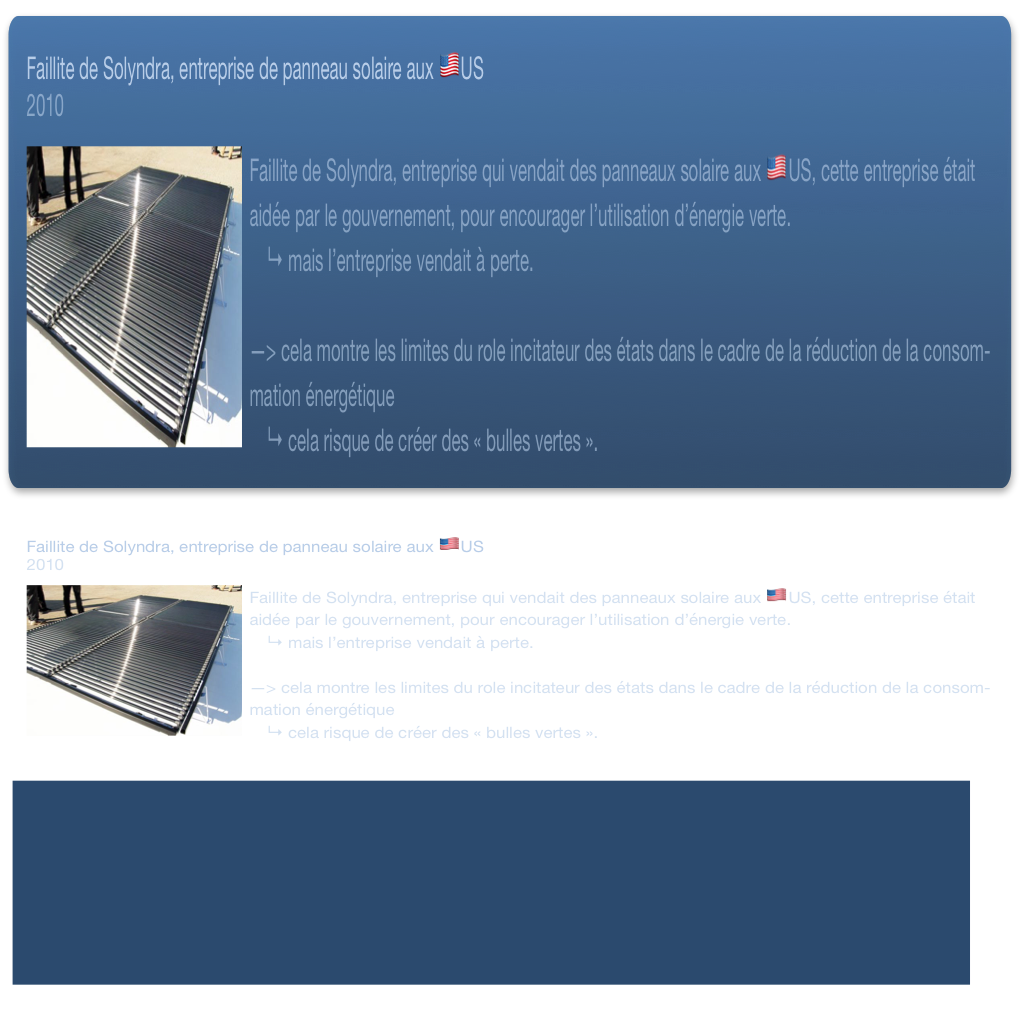 Faillite de Solyndra, entreprise de panneau solaire aux 🇺🇸US
2010
Faillite de Solyndra, entreprise qui vendait des panneaux solaire aux 🇺🇸US, cette entreprise était
aidée par le gouvernement, pour encourager l’utilisation d’énergie verte.
↳ mais l’entreprise vendait à perte.
—> cela montre les limites du role incitateur des états dans le cadre de la réduction de la consom-
mation énergétique
↳ cela risque de créer des « bulles vertes ».
Faillite de Solyndra, entreprise de panneau solaire aux 🇺🇸US
2010
Faillite de Solyndra, entreprise qui vendait des panneaux solaire aux 🇺🇸US, cette entreprise était
aidée par le gouvernement, pour encourager l’utilisation d’énergie verte.
↳ mais l’entreprise vendait à perte.
—> cela montre les limites du role incitateur des états dans le cadre de la réduction de la consom-
mation énergétique
↳ cela risque de créer des « bulles vertes ».